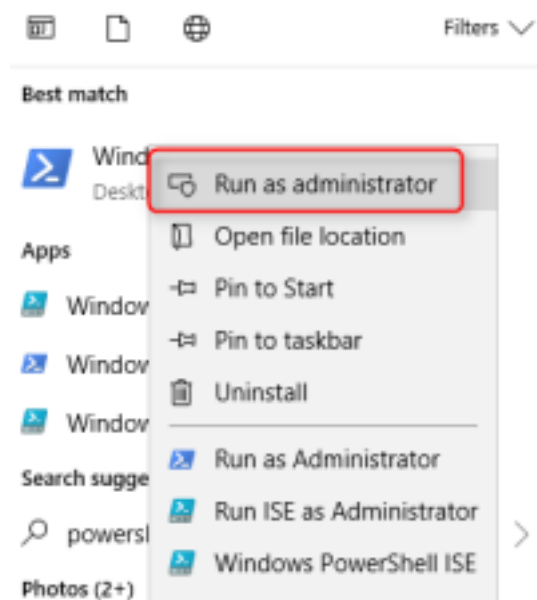 Filters
Best match
Wind
Deskt
Run as administrator
Open file location
Apps
Pin to Start
Window
Pin to taskbar
Window
Uninstall
Window
Run as Administrator
Search sugge
Run ISE as Administrator
powersl
Windows PowerShell ISE
Photos (2+)